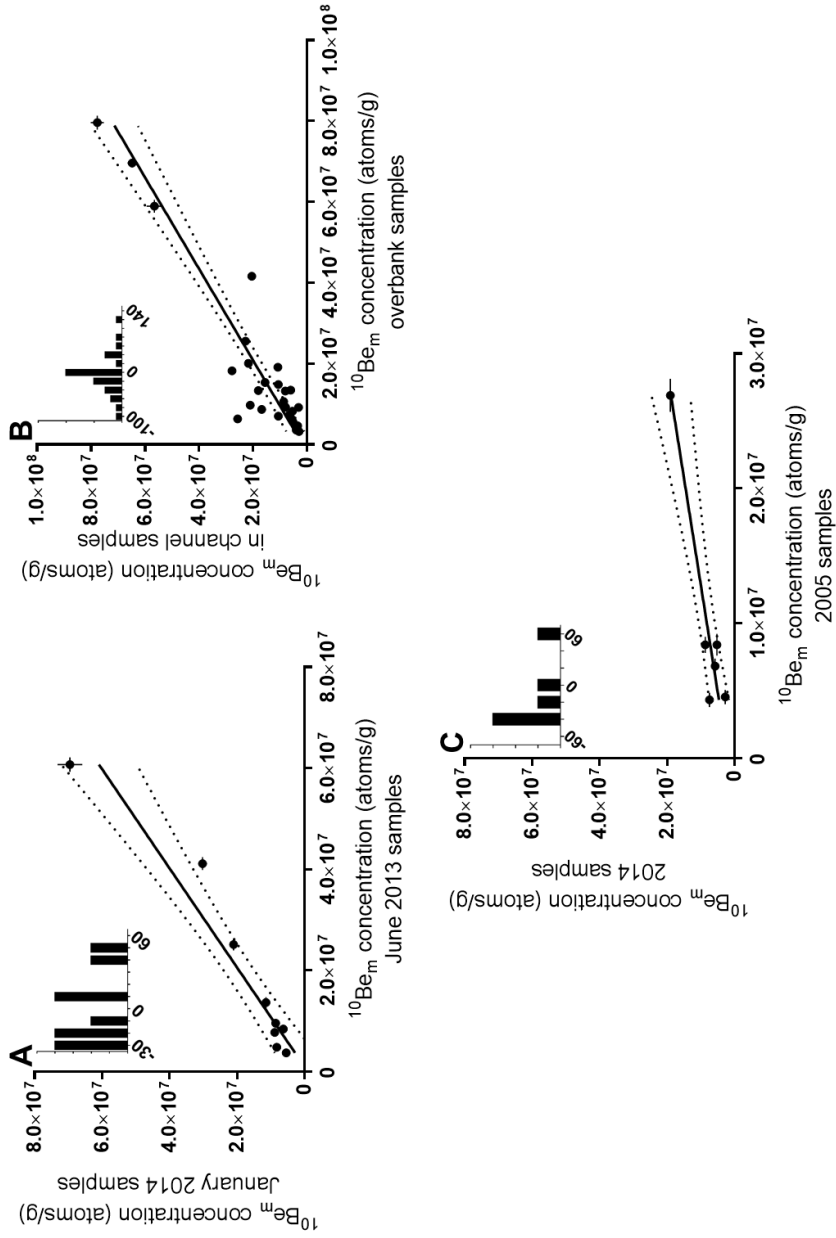 A
8.0×10⁷
6.0×10⁷
4.0×10⁷
2.0×10⁷
0
¹⁰Beₘ concentration (atoms/g)
January 2014 samples
-30
0
60
0
2.0×10⁷
4.0×10⁷
6.0×10⁷
8.0×10⁷
¹⁰Beₘ concentration (atoms/g)
June 2013 samples
B
1.0×10⁸
8.0×10⁷
6.0×10⁷
4.0×10⁷
2.0×10⁷
0
¹⁰Beₘ concentration (atoms/g)
in channel samples
-100
0
140
0
2.0×10⁷
4.0×10⁷
6.0×10⁷
8.0×10⁷
1.0×10⁸
¹⁰Beₘ concentration (atoms/g)
overbank samples
C
8.0×10⁷
6.0×10⁷
4.0×10⁷
2.0×10⁷
0
¹⁰Beₘ concentration (atoms/g)
2014 samples
-60
0
60
0
1.0×10⁷
2.0×10⁷
3.0×10⁷
¹⁰Beₘ concentration (atoms/g)
2005 samples